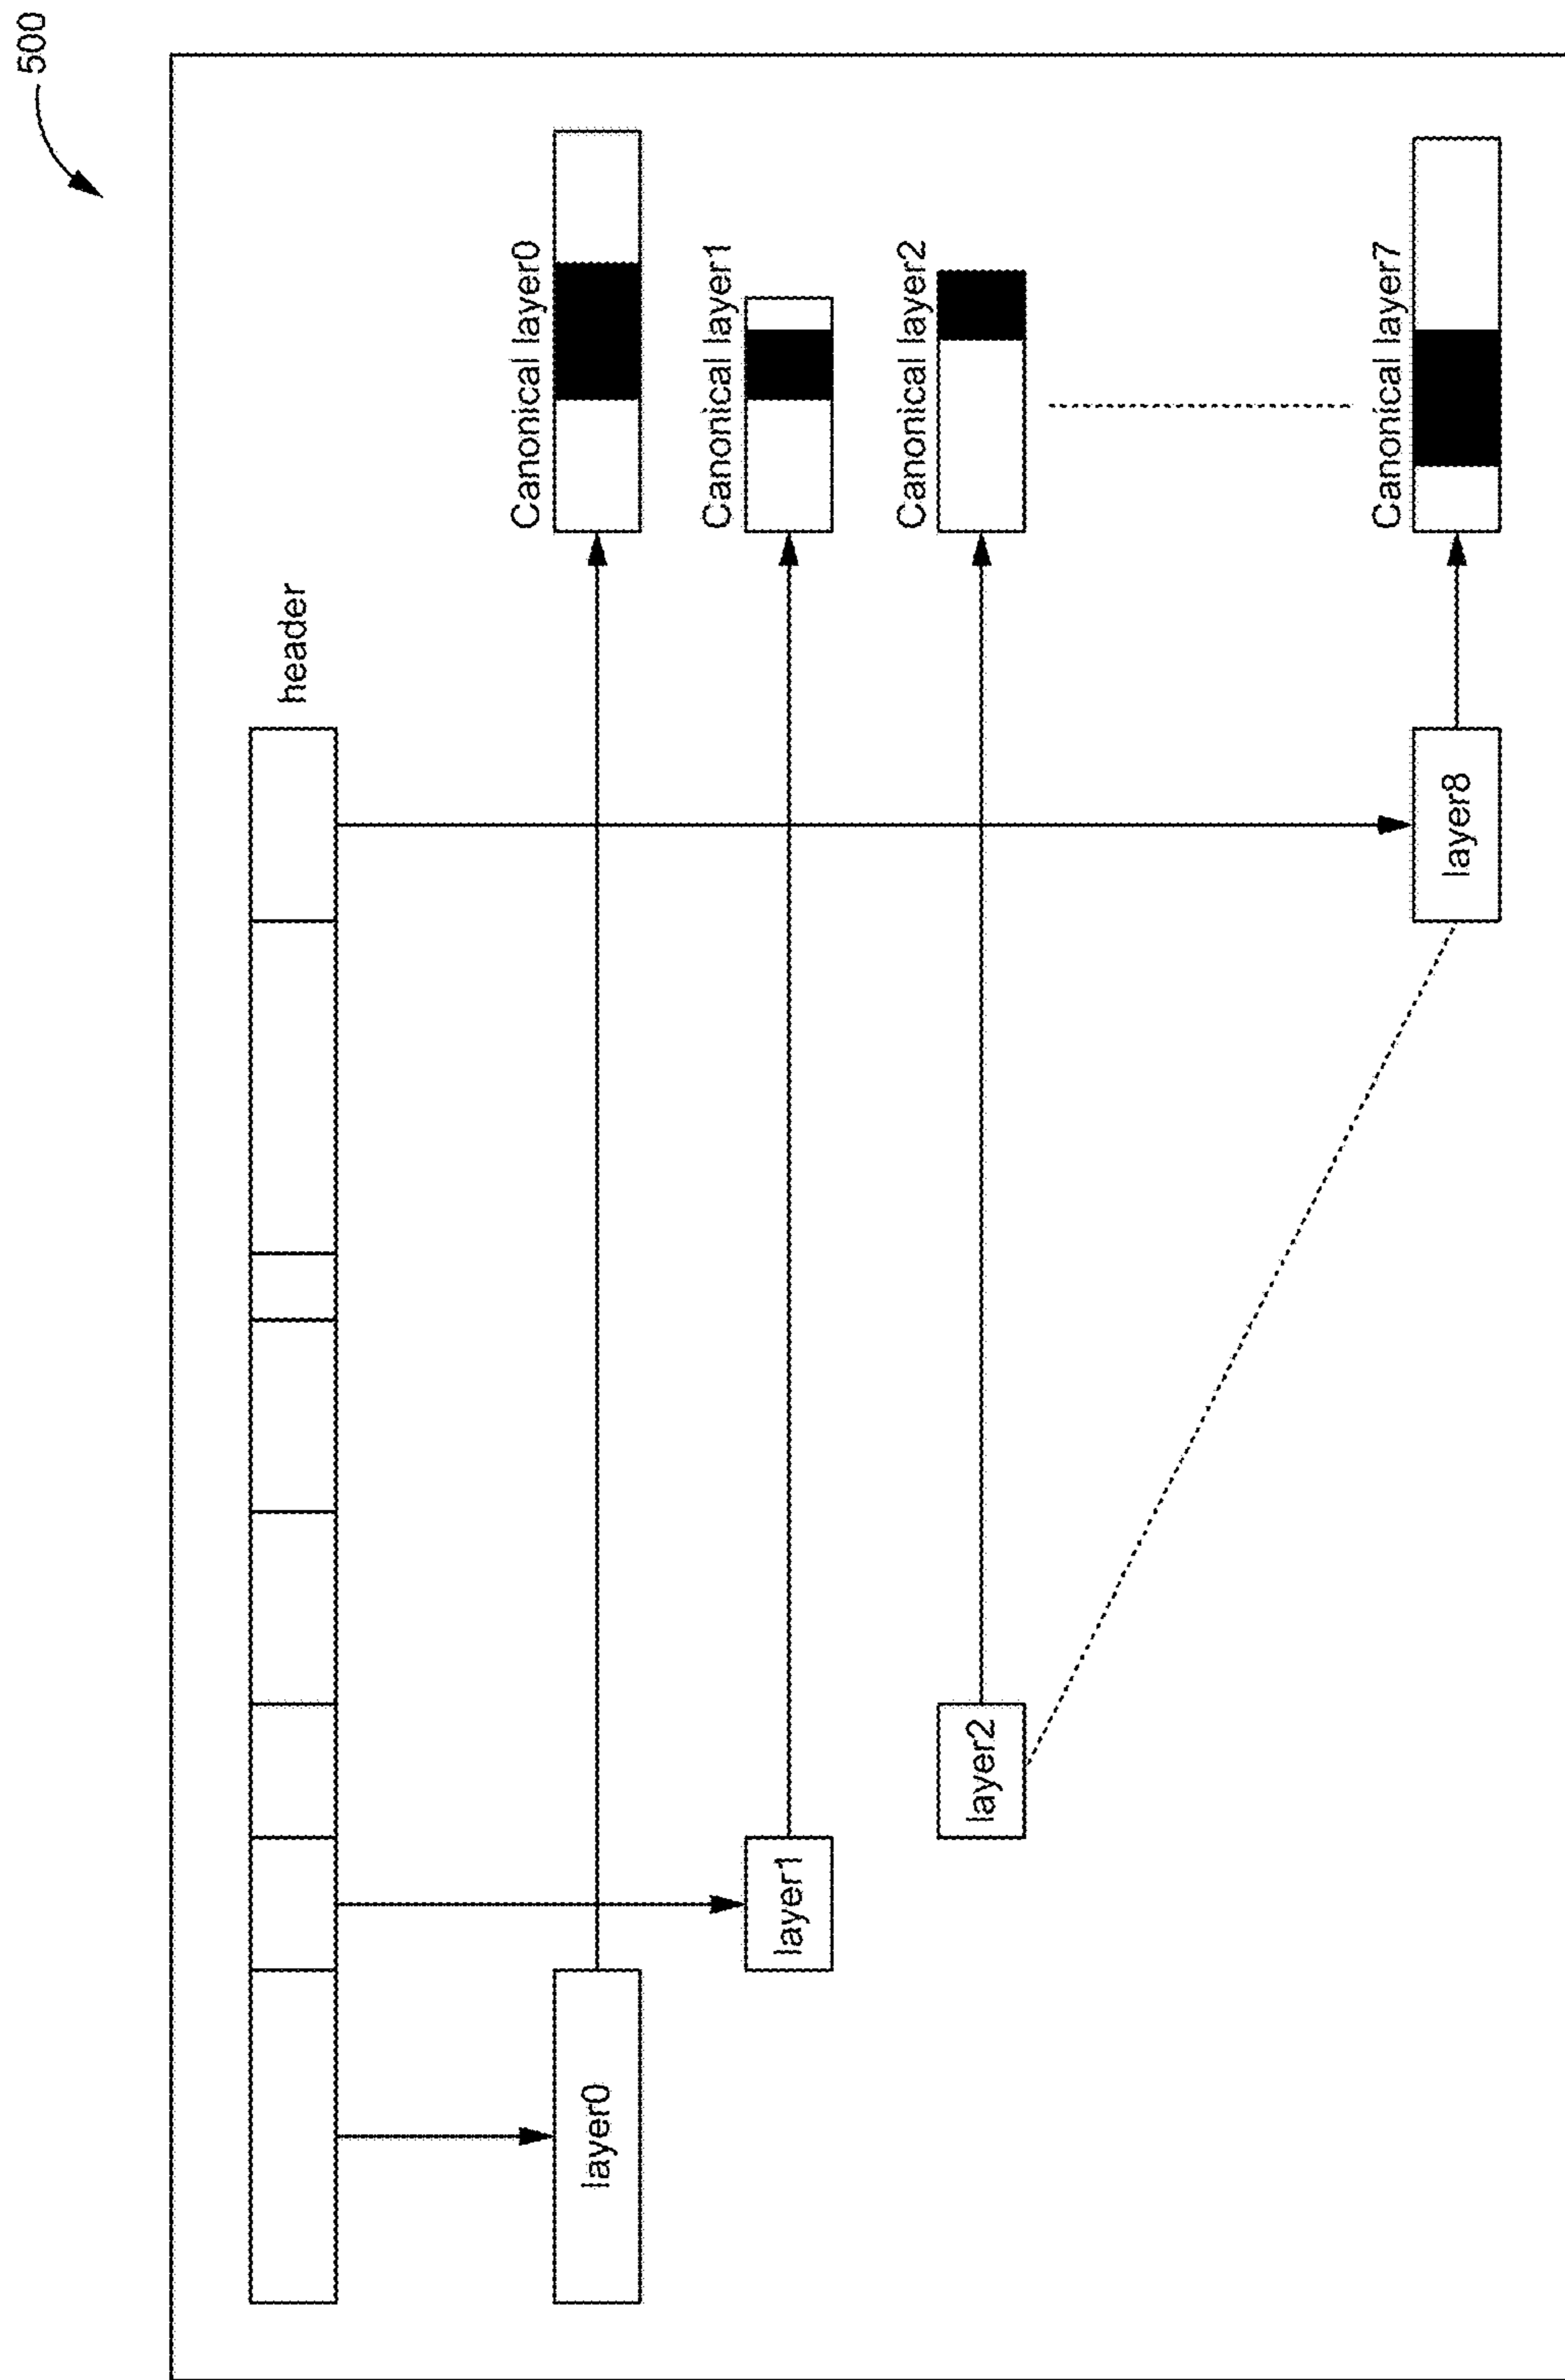 500
header
layer0
Canonical layer0
layer1
Canonical layer1
layer2
Canonical layer2
layer8
Canonical layer7